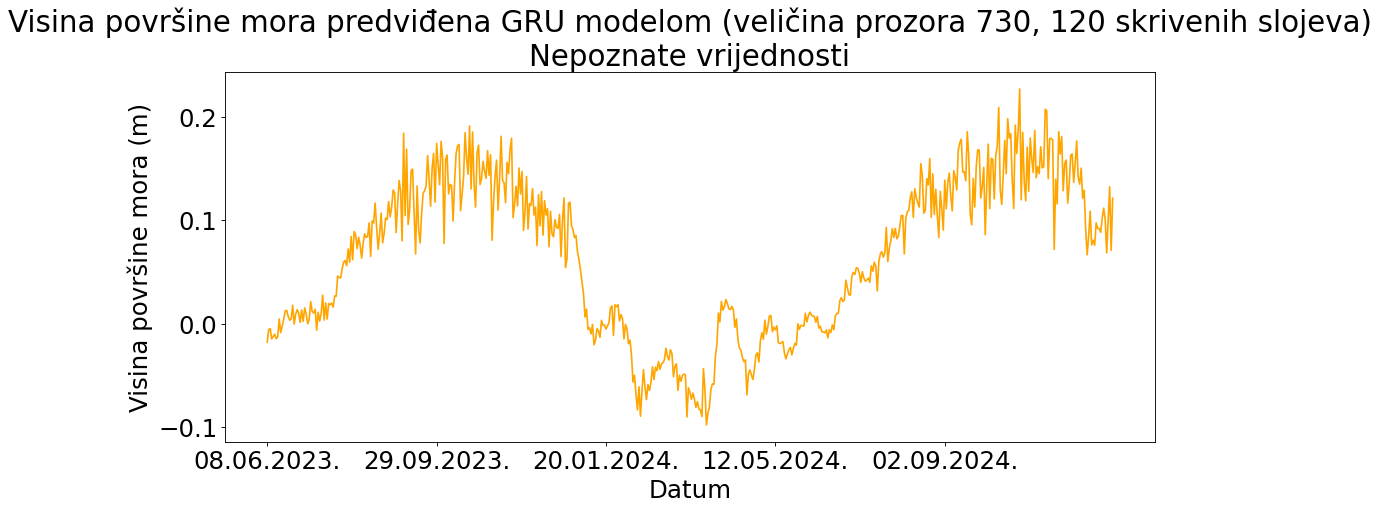 Visina površine mora predviđena GRU modelom (veličina prozora 730, 120 skrivenih slojeva)
Nepoznate vrijednosti
Visina površine mora (m)
0.2
0.1
0.0
−0.1
08.06.2023. 29.09.2023. 20.01.2024. 12.05.2024. 02.09.2024.
Datum